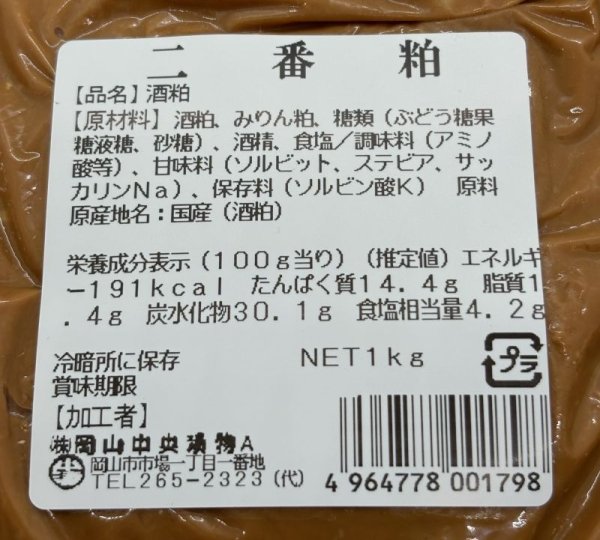 二番粕
【品名】酒粕
【原材料】酒粕、みりん粕、糖類（ぶどう糖果
糖液糖、砂糖）、酒精、食塩／調味料（アミノ
酸等）、甘味料（ソルビット、ステビア、サッ
カリンNa）、保存料（ソルビン酸K） 原料
原産地名：国産（酒粕）
栄養成分表示（100g当り）（推定値）エネルギ
ー191kcal たんぱく質14.4g 脂質1
.4g 炭水化物30.1g 食塩相当量4.2g
冷暗所に保存 NET1kg
賞味期限
プラ
【加工者】
㈱岡山中央漬物A
岡山市市場一丁目一番地
TEL265-2323（代）
4 964778 001798